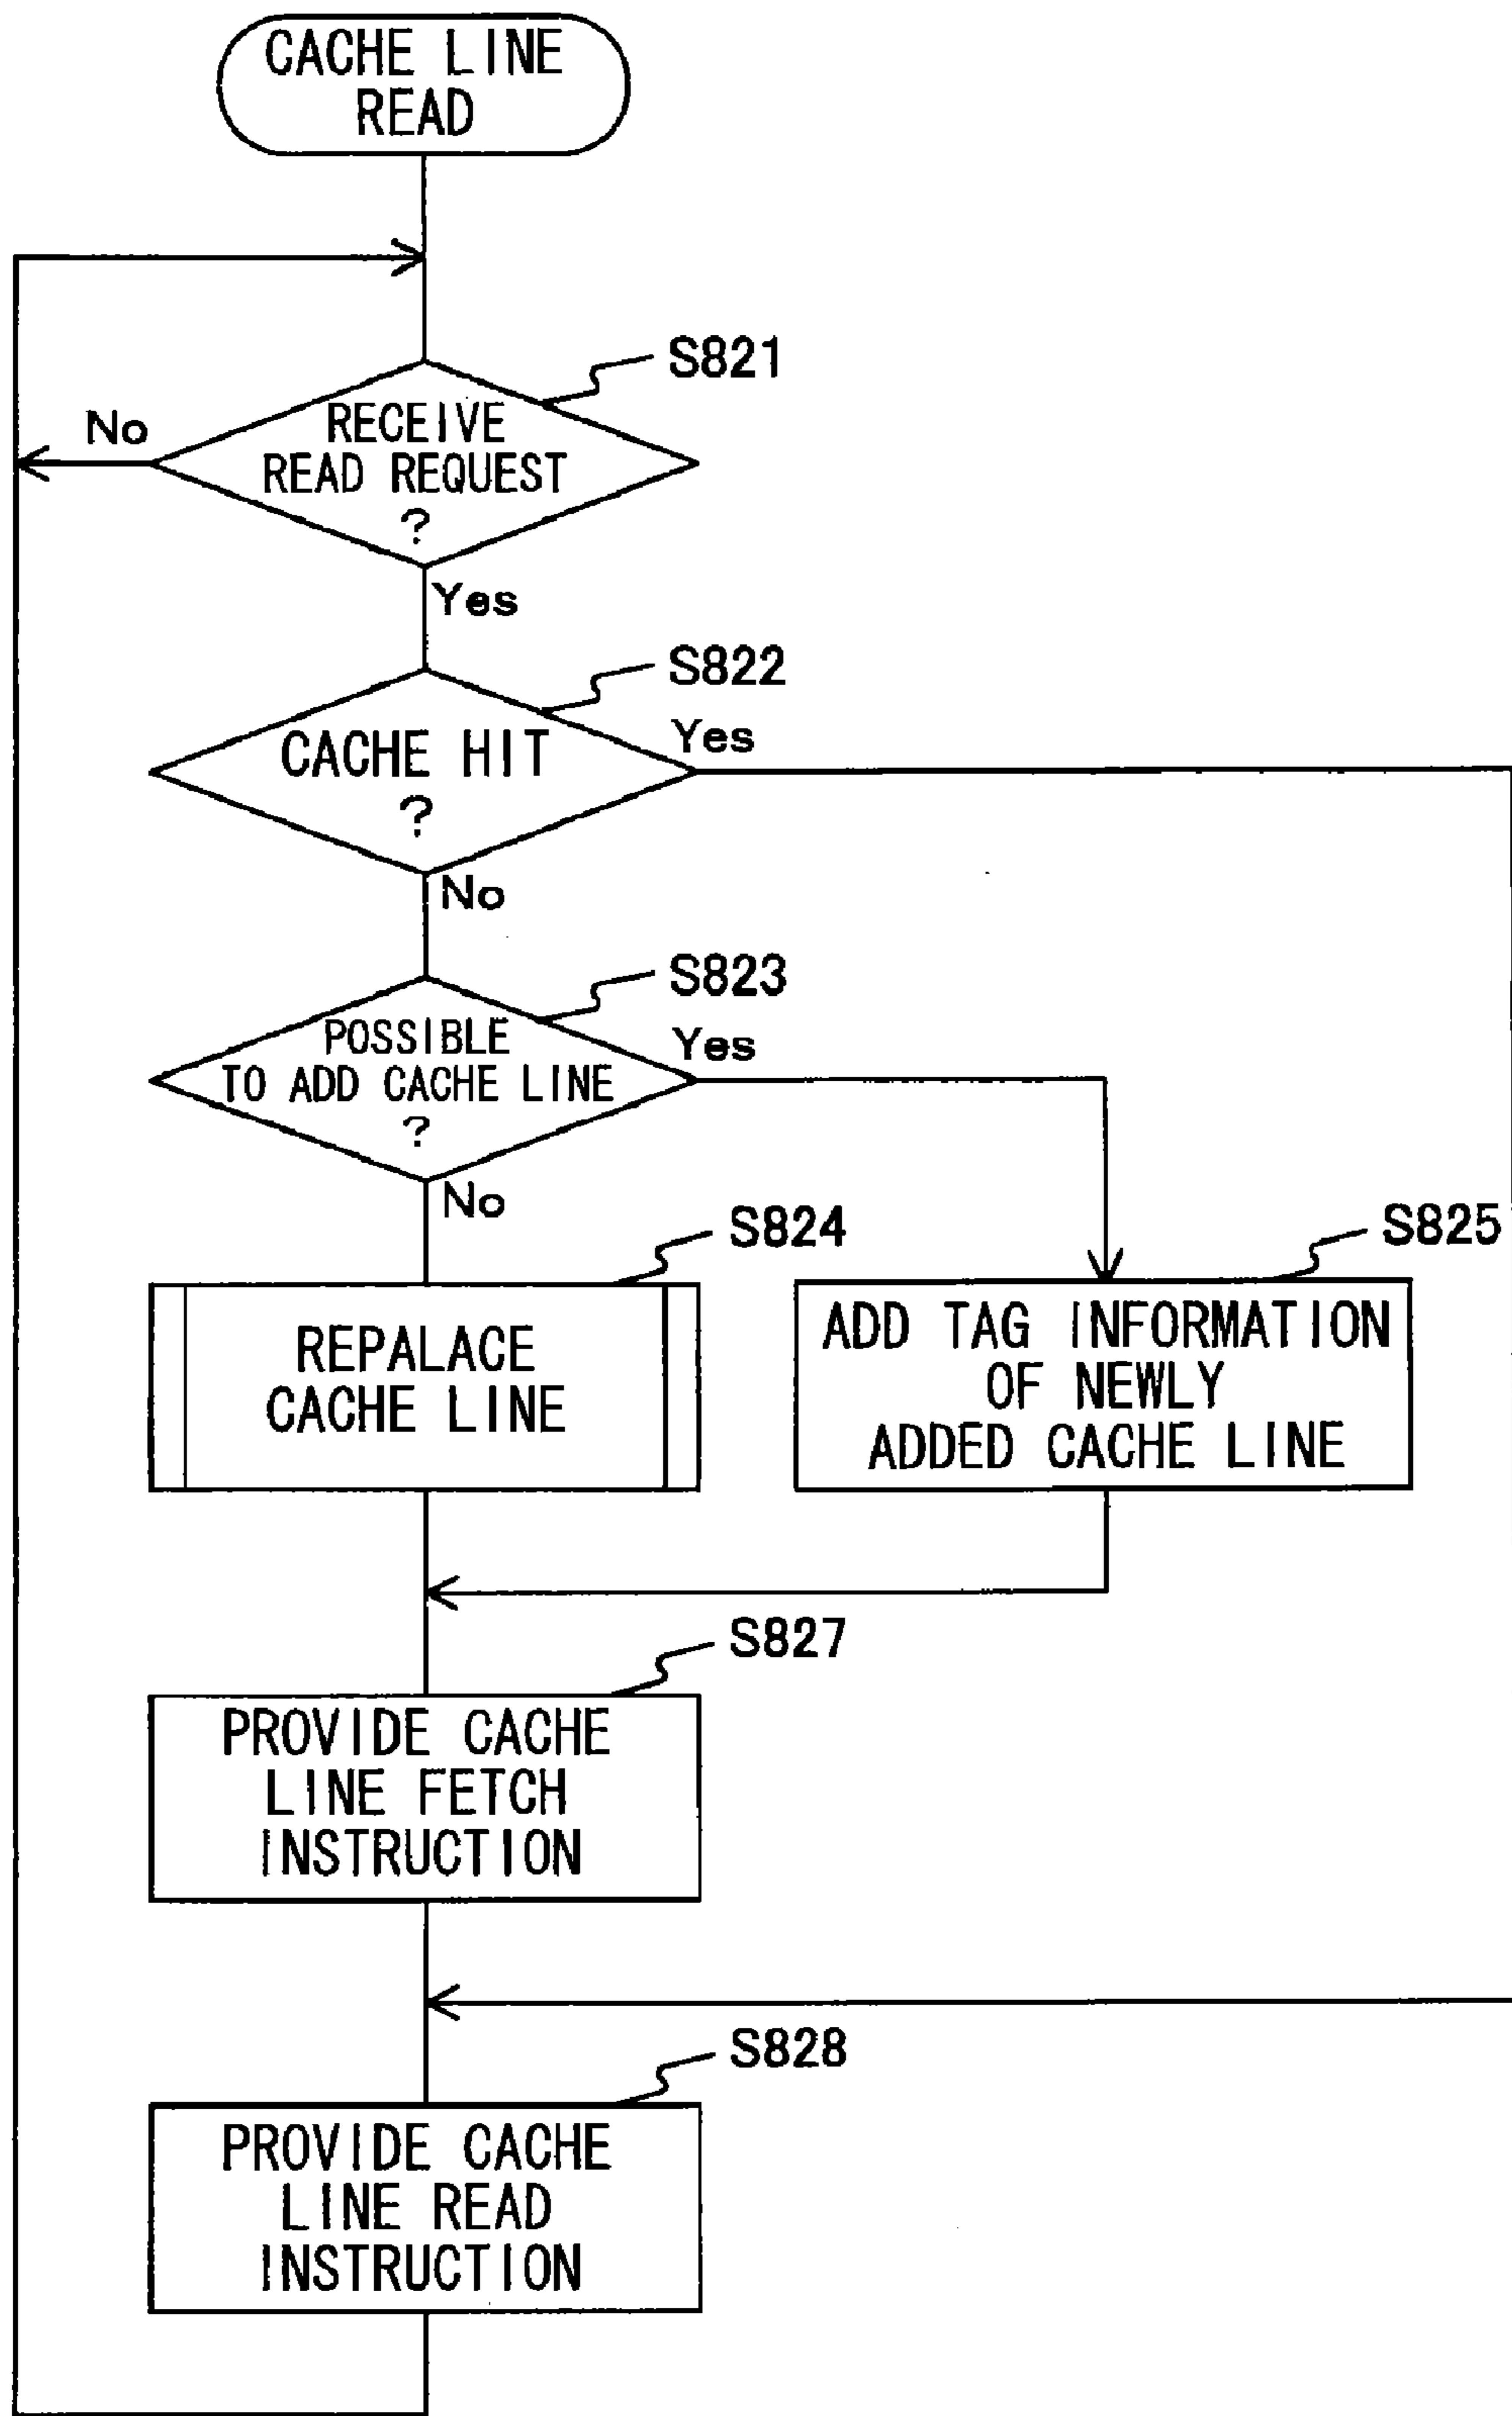 CACHE LINE
READ
S821
No
RECEIVE
READ REQUEST
?
Yes
S822
CACHE HIT
?
Yes
No
S823
POSSIBLE
TO ADD CACHE LINE
?
Yes
No
S824
REPALACE
CACHE LINE
S825
ADD TAG INFORMATION
OF NEWLY
ADDED CACHE LINE
S827
PROVIDE CACHE
LINE FETCH
INSTRUCTION
S828
PROVIDE CACHE
LINE READ
INSTRUCTION